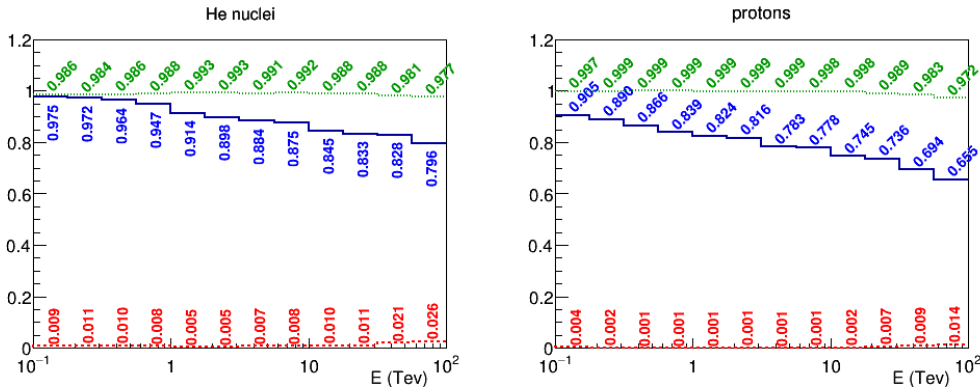 He nuclei
1.2
1
0.8
0.6
0.4
0.2
0
0.986 0.984 0.986 0.988 0.993 0.993 0.991 0.992 0.988 0.988 0.981 0.977
0.975 0.972 0.964 0.947 0.914 0.898 0.884 0.875 0.845 0.833 0.828 0.796
0.009 0.011 0.010 0.008 0.005 0.005 0.007 0.008 0.010 0.011 0.021 0.026
10⁻¹ 1 10 10²
E (Tev)
protons
1.2
1
0.8
0.6
0.4
0.2
0
0.997 0.999 0.999 0.999 0.999 0.999 0.999 0.998 0.998 0.989 0.983 0.972
0.905 0.890 0.866 0.839 0.824 0.816 0.783 0.778 0.745 0.736 0.694 0.655
0.004 0.002 0.001 0.001 0.001 0.001 0.001 0.001 0.002 0.007 0.009 0.014
10⁻¹ 1 10 10²
E (Tev)